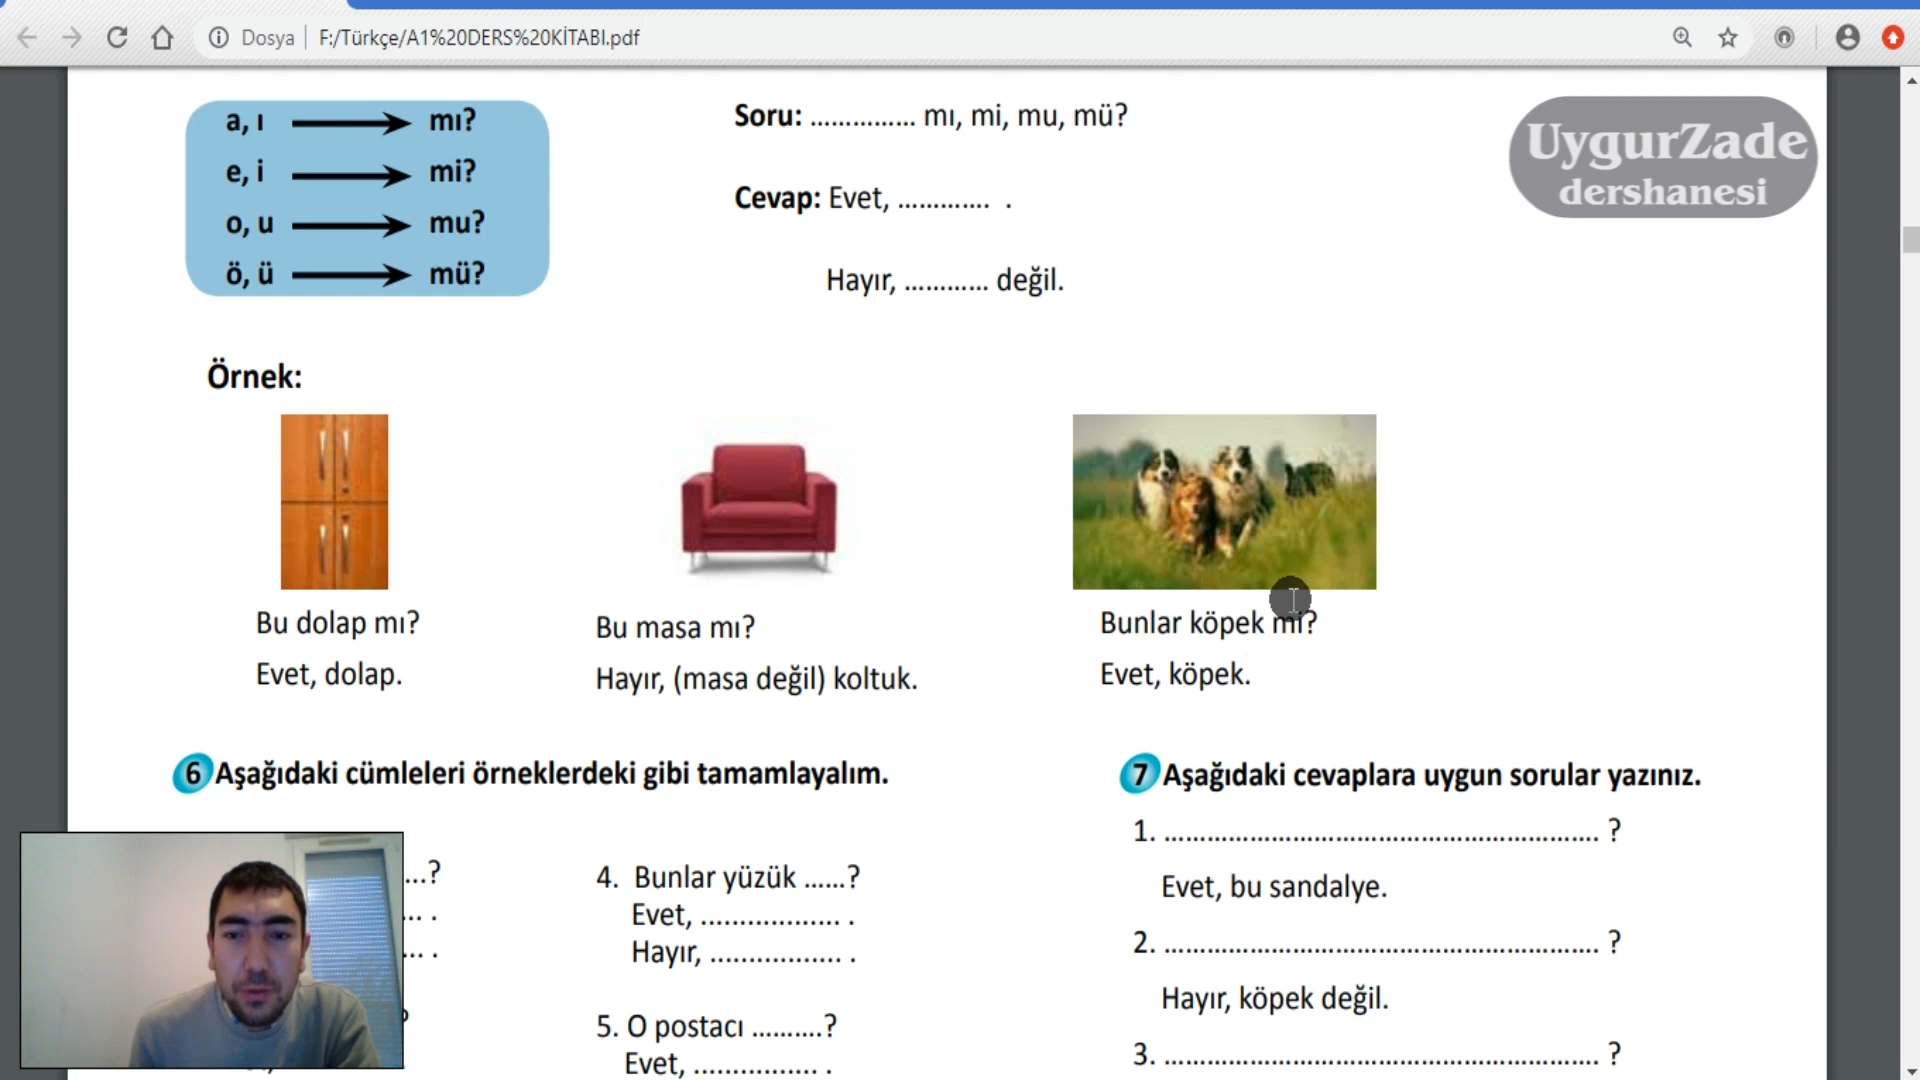 Dosya F:/Türkçe/A1%20DERS%20KİTABI.pdf
a, ı mı?
e, i mi?
o, u mu?
ö, ü mü?
Soru: ............... mı, mi, mu, mü?
Cevap: Evet, ............. .
Hayır, ............ değil.
UygurZade
dershanesi
Örnek:
Bu dolap mı?
Evet, dolap.
Bu masa mı?
Hayır, (masa değil) koltuk.
Bunlar köpek mi?
Evet, köpek.
6 Aşağıdaki cümleleri örneklerdeki gibi tamamlayalım.
...?
... .
... .
4. Bunlar yüzük ......?
Evet, ................... .
Hayır, ................. .
5. O postacı ..........?
Evet, ................ .
7 Aşağıdaki cevaplara uygun sorular yazınız.
1. .............................................................. ?
Evet, bu sandalye.
2. .............................................................. ?
Hayır, köpek değil.
3. .............................................................. ?